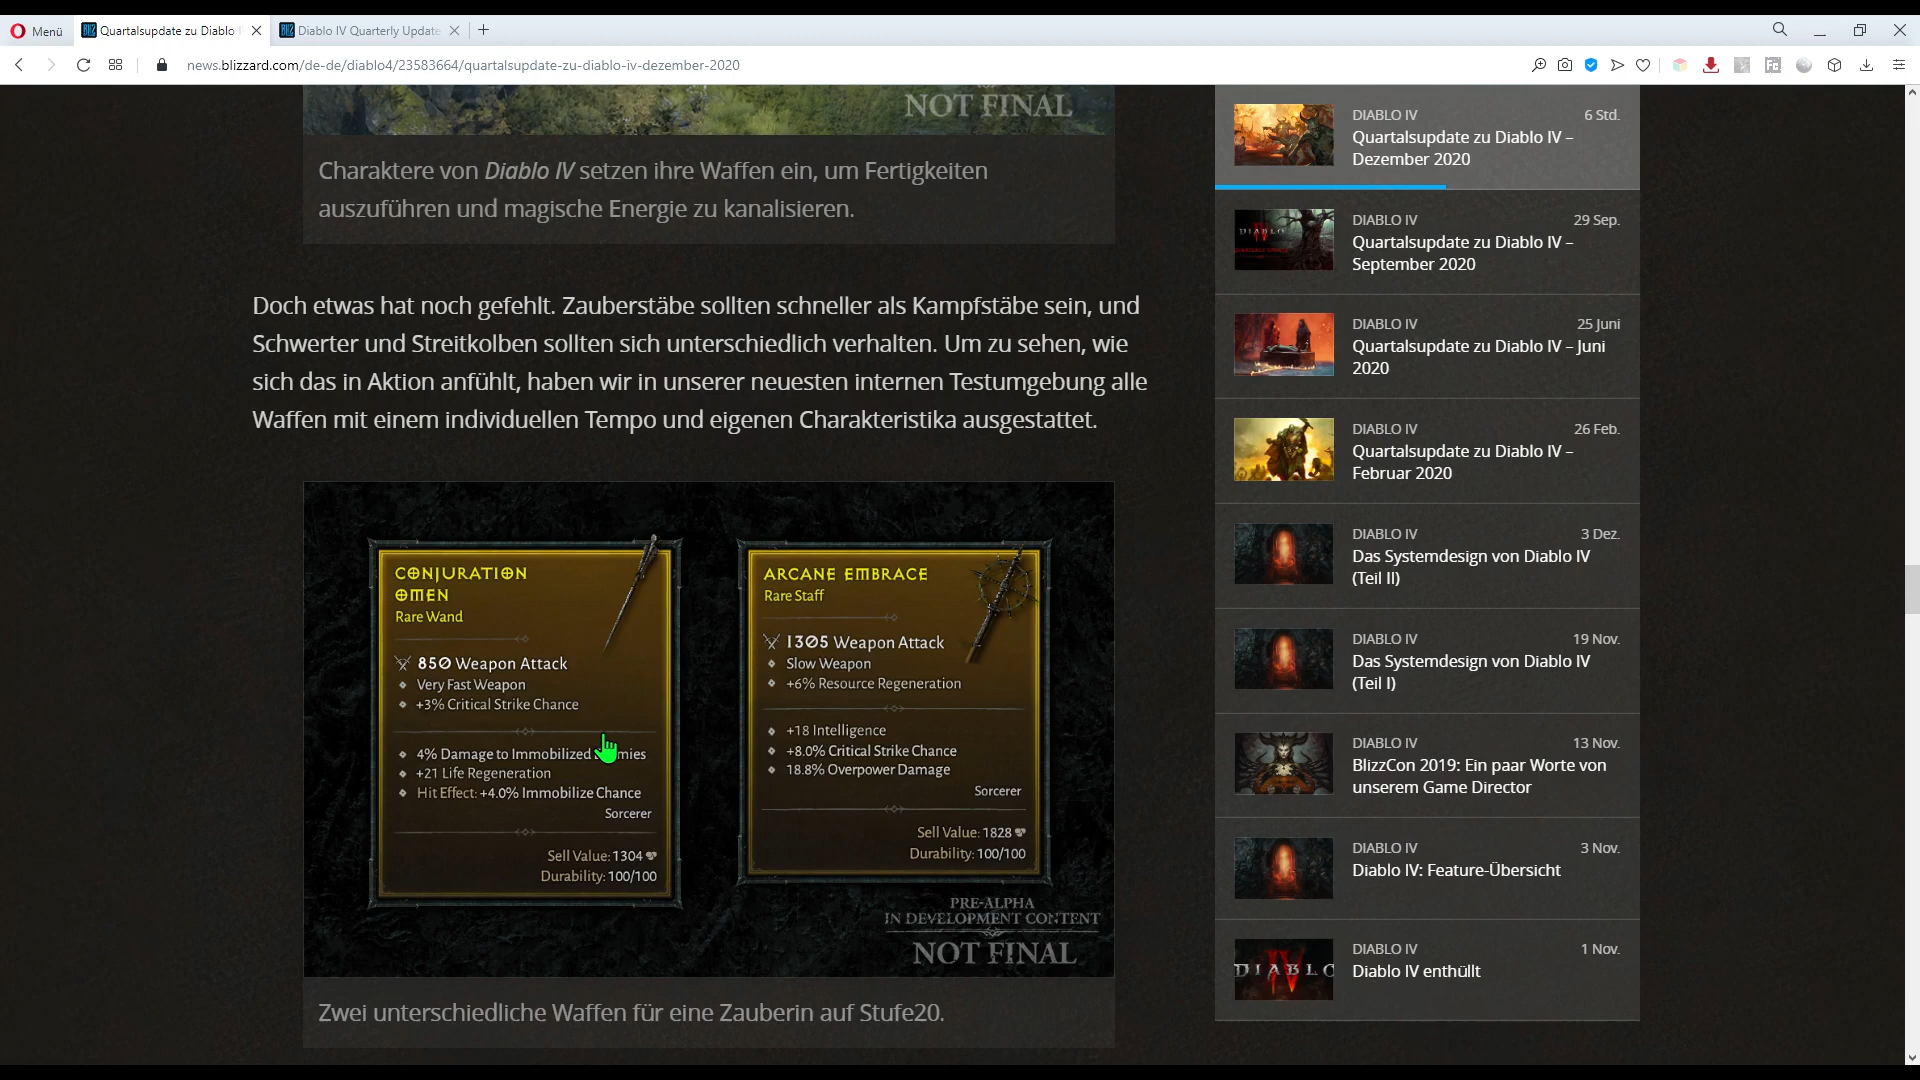 Menü
Quartalsupdate zu Diablo
Diablo IV Quarterly Update
news.blizzard.com/de-de/diablo4/23583664/quartalsupdate-zu-diablo-iv-dezember-2020
NOT FINAL
Charaktere von Diablo IV setzen ihre Waffen ein, um Fertigkeiten
auszuführen und magische Energie zu kanalisieren.
Doch etwas hat noch gefehlt. Zauberstäbe sollten schneller als Kampfstäbe sein, und
Schwerter und Streitkolben sollten sich unterschiedlich verhalten. Um zu sehen, wie
sich das in Aktion anfühlt, haben wir in unserer neuesten internen Testumgebung alle
Waffen mit einem individuellen Tempo und eigenen Charakteristika ausgestattet.
CONJURATION
OMEN
Rare Wand
850 Weapon Attack
Very Fast Weapon
+3% Critical Strike Chance
4% Damage to Immobilized
+21 Life Regeneration
Hit Effect: +4.0% Immobilize Chance
Sorcerer
Sell Value: 1304
Durability: 100/100
ARCANE EMBRACE
Rare Staff
1305 Weapon Attack
Slow Weapon
+6% Resource Regeneration
+18 Intelligence
+8.0% Critical Strike Chance
18.8% Overpower Damage
Sorcerer
Sell Value: 1828
Durability: 100/100
PRE-ALPHA
IN DEVELOPMENT CONTENT
NOT FINAL
Zwei unterschiedliche Waffen für eine Zauberin auf Stufe20.
DIABLO IV 6 Std.
Quartalsupdate zu Diablo IV –
Dezember 2020
DIABLO IV 29 Sep.
Quartalsupdate zu Diablo IV –
September 2020
DIABLO IV 25 Juni
Quartalsupdate zu Diablo IV – Juni
2020
DIABLO IV 26 Feb.
Quartalsupdate zu Diablo IV –
Februar 2020
DIABLO IV 3 Dez.
Das Systemdesign von Diablo IV
(Teil II)
DIABLO IV 19 Nov.
Das Systemdesign von Diablo IV
(Teil I)
DIABLO IV 13 Nov.
BlizzCon 2019: Ein paar Worte von
unserem Game Director
DIABLO IV 3 Nov.
Diablo IV: Feature-Übersicht
DIABLO IV 1 Nov.
Diablo IV enthüllt
DIABLO
IV